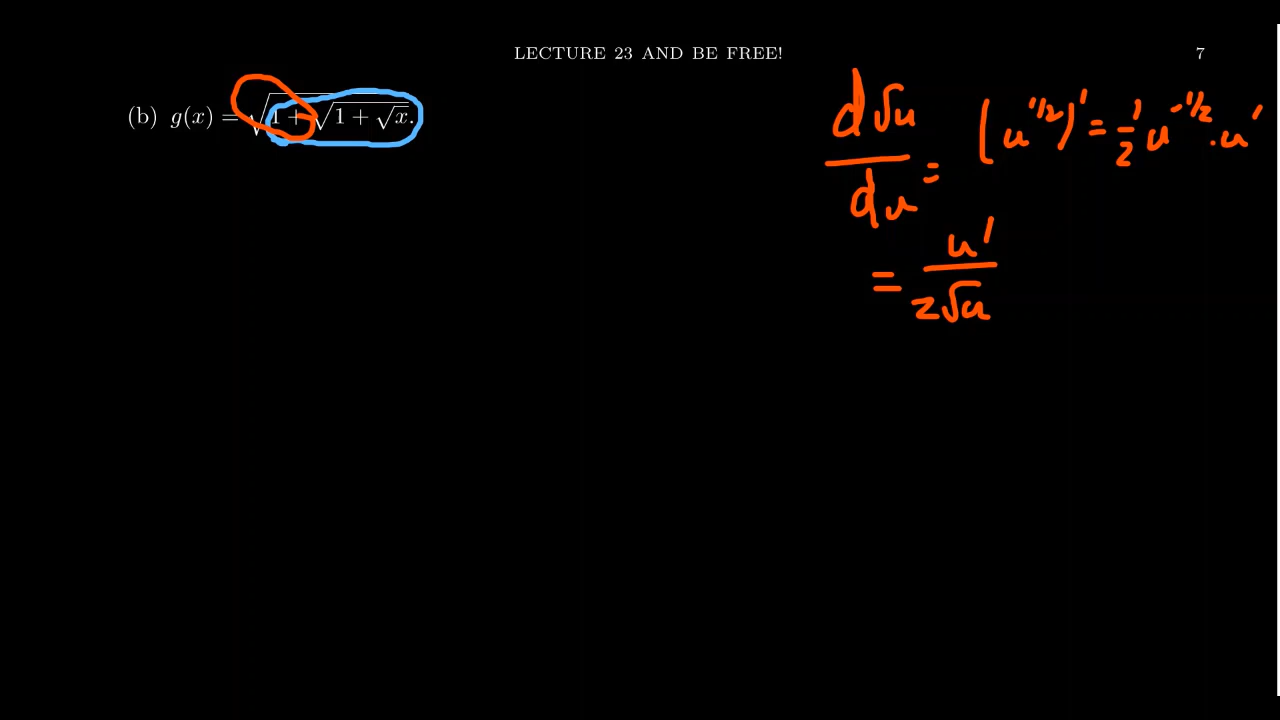 LECTURE 23 AND BE FREE! 7
(b) g(x) = √(1 + √(1 + √x)).
d√u/du = (u^1/2)' = 1/2 u^-1/2 · u'
= u'/2√u